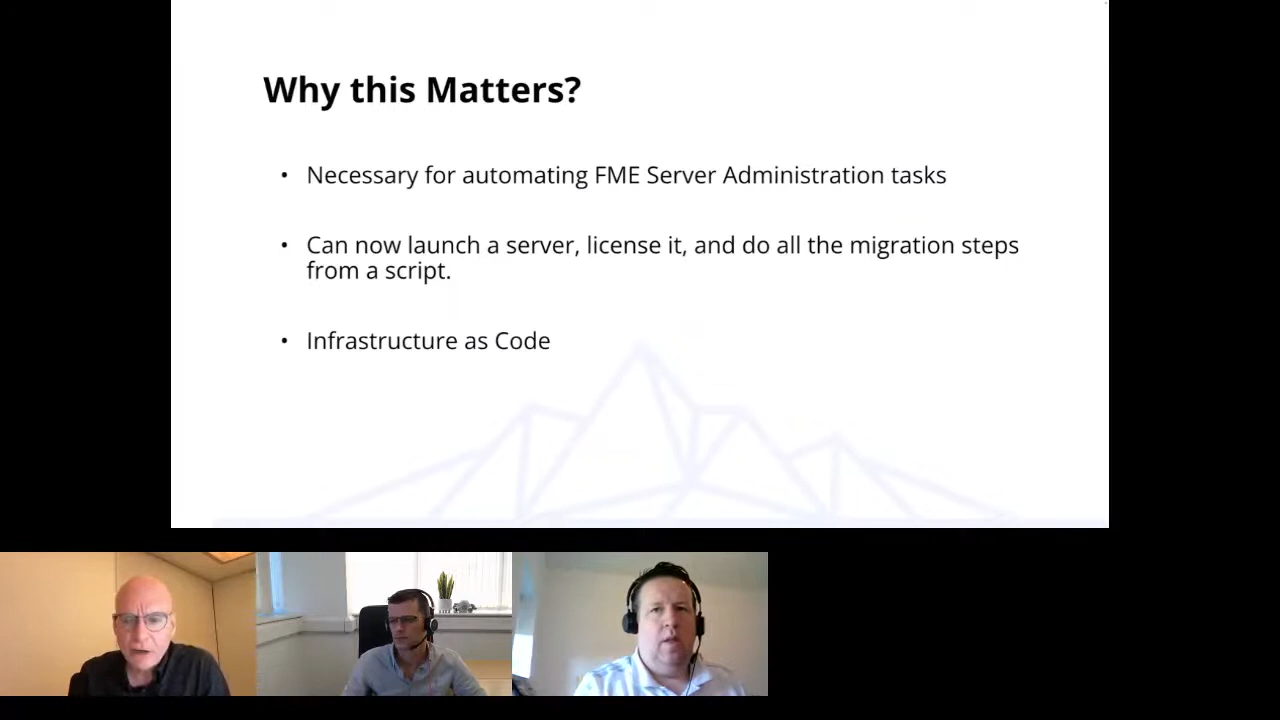 Why this Matters?
• Necessary for automating FME Server Administration tasks
• Can now launch a server, license it, and do all the migration steps
from a script.
• Infrastructure as Code